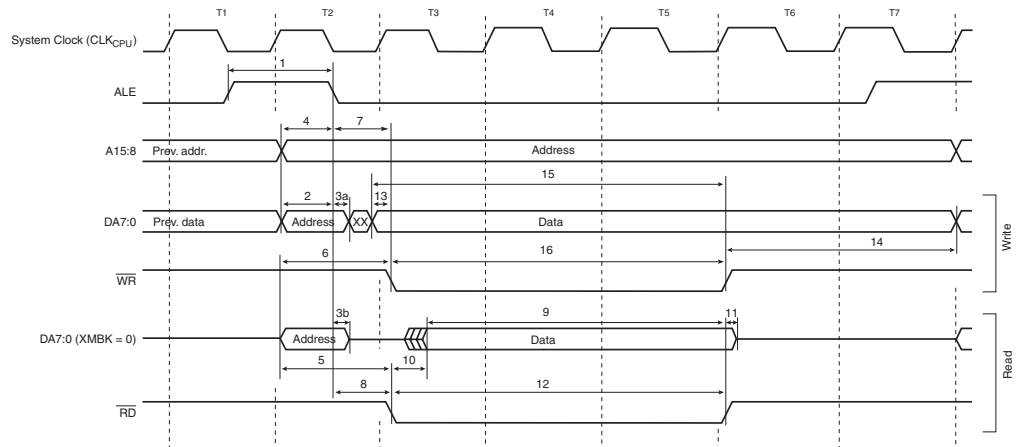 T1 T2 T3 T4 T5 T6 T7
System Clock (CLKCPU)
1
ALE
4 7
A15:8 Prev. addr. Address
15
2 3a 13
DA7:0 Prev. data Address XX Data
14
6 16
WR
Write
3b 9 11
DA7:0 (XMBK = 0) Address Data
5 10
8 12
RD
Read